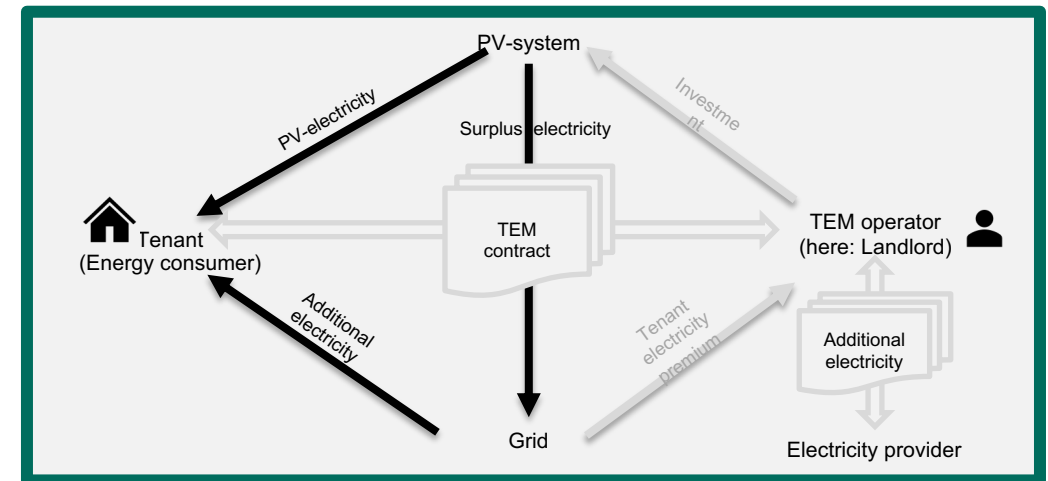 PV-system
PV-electricity
Surplus electricity
Investme
nt
TEM
contract
Tenant
(Energy consumer)
TEM operator
(here: Landlord)
Additional
electricity
Tenant
electricity
premium
Additional
electricity
Grid
Electricity provider